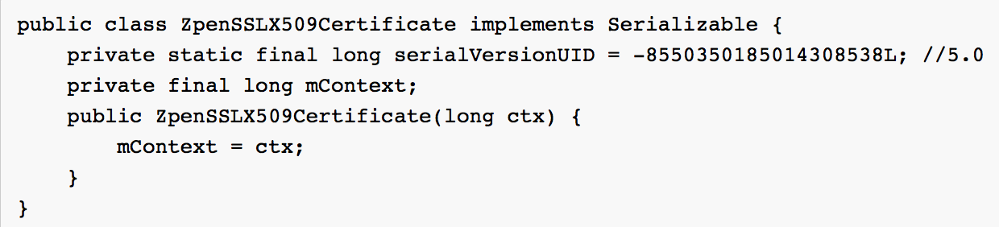 public class ZpenSSLX509Certificate implements Serializable {
    private static final long serialVersionUID = -8550350185014308538L; //5.0
    private final long mContext;
    public ZpenSSLX509Certificate(long ctx) {
        mContext = ctx;
    }
}